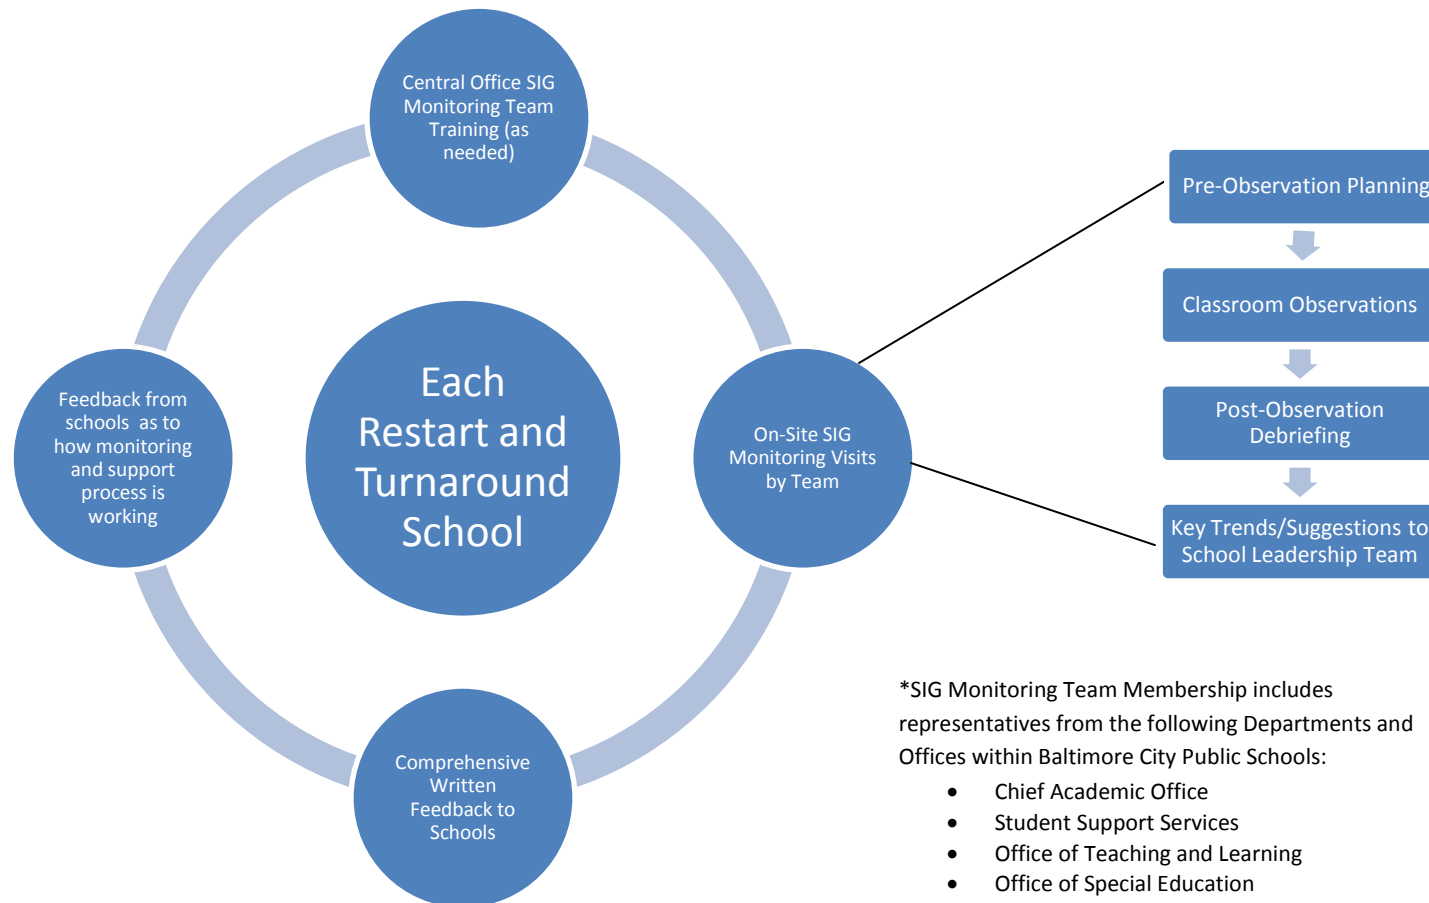 Central Office SIG
Monitoring Team
Training (as
needed)
Each
Restart and
Turnaround
School
Feedback from
schools as to
how monitoring
and support
process is
working
On-Site SIG
Monitoring Visits
by Team
Comprehensive
Written
Feedback to
Schools
Pre-Observation Planning
Classroom Observations
Post-Observation
Debriefing
Key Trends/Suggestions to
School Leadership Team
*SIG Monitoring Team Membership includes
representatives from the following Departments and
Offices within Baltimore City Public Schools:
• Chief Academic Office
• Student Support Services
• Office of Teaching and Learning
• Office of Special Education